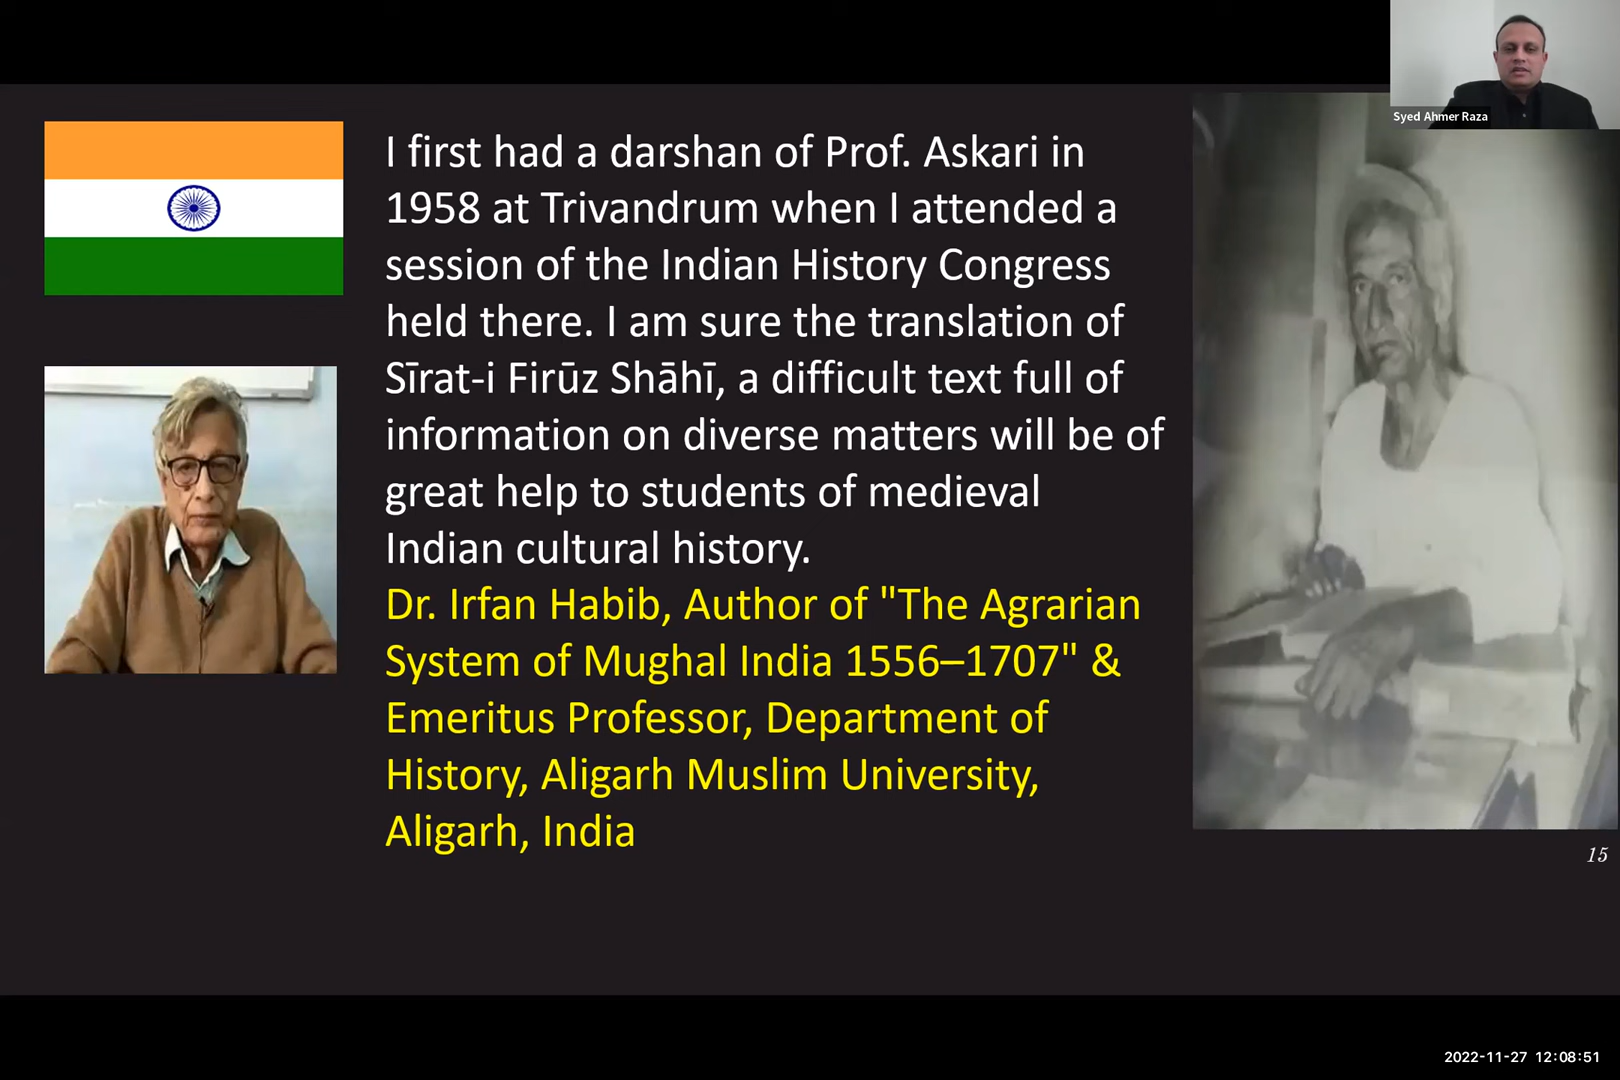 Syed Ahmer Raza
I first had a darshan of Prof. Askari in
1958 at Trivandrum when I attended a
session of the Indian History Congress
held there. I am sure the translation of
Sīrat-i Firūz Shāhī, a difficult text full of
information on diverse matters will be of
great help to students of medieval
Indian cultural history.
Dr. Irfan Habib, Author of "The Agrarian
System of Mughal India 1556–1707" &
Emeritus Professor, Department of
History, Aligarh Muslim University,
Aligarh, India
15
2022-11-27 12:08:51